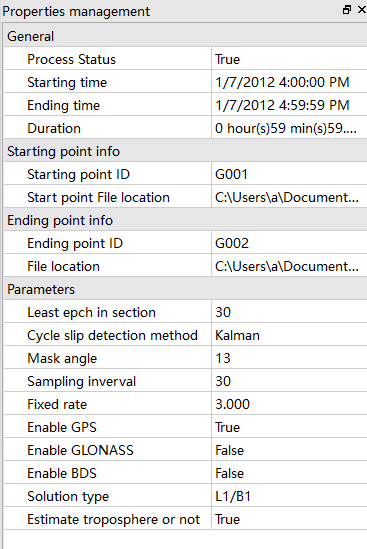 Properties management
General
Process Status True
Starting time 1/7/2012 4:00:00 PM
Ending time 1/7/2012 4:59:59 PM
Duration 0 hour(s)59 min(s)59....
Starting point info
Starting point ID G001
Start point File location C:\Users\a\Document...
Ending point info
Ending point ID G002
File location C:\Users\a\Document...
Parameters
Least epch in section 30
Cycle slip detection method Kalman
Mask angle 13
Sampling inverval 30
Fixed rate 3.000
Enable GPS True
Enable GLONASS False
Enable BDS False
Solution type L1/B1
Estimate troposphere or not True